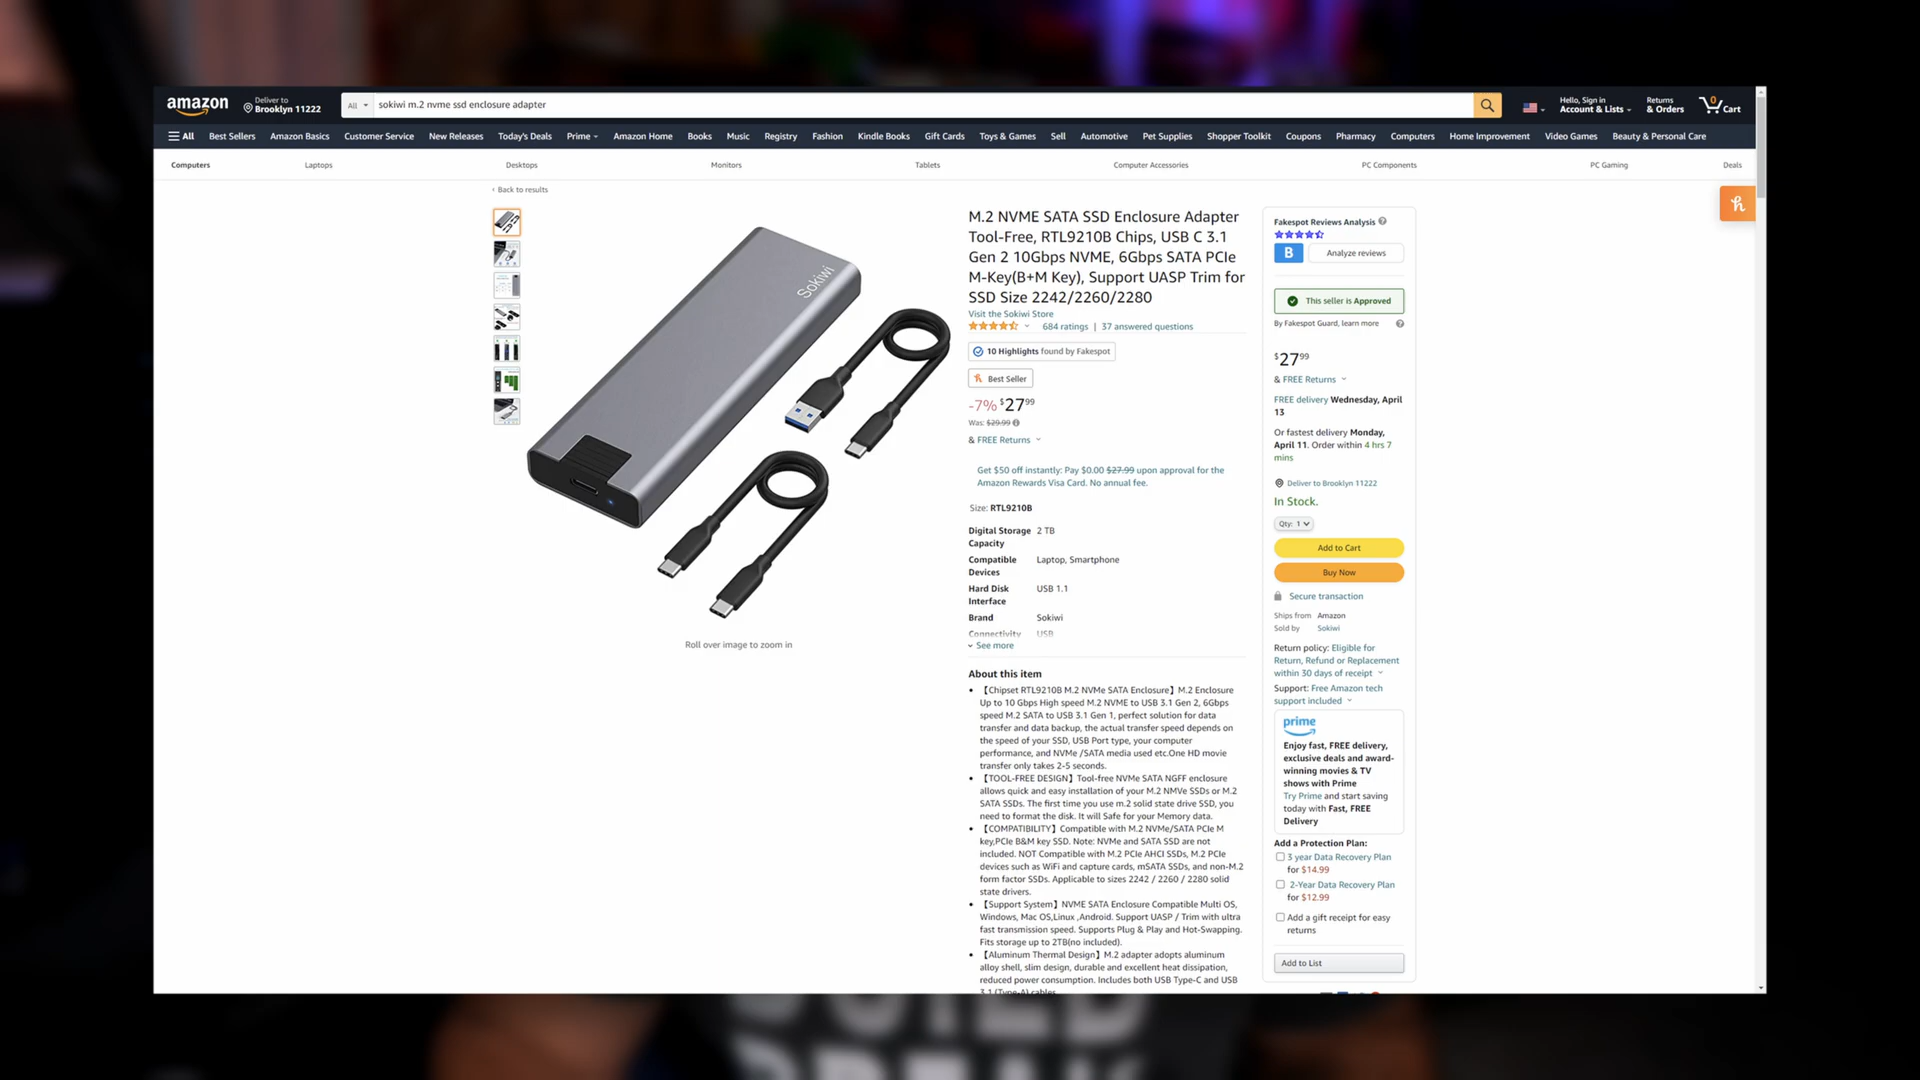 amazon
Deliver to
Brooklyn 11222
All
sokiwi m.2 nvme ssd enclosure adapter
Hello, Sign in
Account & Lists
Returns
& Orders
0
Cart
All
Best Sellers
Amazon Basics
Customer Service
New Releases
Today's Deals
Prime
Amazon Home
Books
Music
Registry
Fashion
Kindle Books
Gift Cards
Toys & Games
Sell
Automotive
Pet Supplies
Shopper Toolkit
Coupons
Pharmacy
Computers
Home Improvement
Video Games
Beauty & Personal Care
Computers
Laptops
Desktops
Monitors
Tablets
Computer Accessories
PC Components
PC Gaming
Deals
‹ Back to results
Sokiwi
Roll over image to zoom in
M.2 NVME SATA SSD Enclosure Adapter
Tool-Free, RTL9210B Chips, USB C 3.1
Gen 2 10Gbps NVME, 6Gbps SATA PCIe
M-Key(B+M Key), Support UASP Trim for
SSD Size 2242/2260/2280
Visit the Sokiwi Store
684 ratings | 37 answered questions
10 Highlights found by Fakespot
Best Seller
-7% $27.99
Was: $29.99
& FREE Returns
Get $50 off instantly: Pay $0.00 $27.99 upon approval for the
Amazon Rewards Visa Card. No annual fee.
Size: RTL9210B
Digital Storage 2 TB
Capacity
Compatible Laptop, Smartphone
Devices
Hard Disk USB 1.1
Interface
Brand Sokiwi
Connectivity USB
See more
About this item
• 【Chipset RTL9210B M.2 NVMe SATA Enclosure】M.2 Enclosure
Up to 10 Gbps High speed M.2 NVME to USB 3.1 Gen 2, 6Gbps
speed M.2 SATA to USB 3.1 Gen 1, perfect solution for data
transfer and data backup, the actual transfer speed depends on
the speed of your SSD, USB Port type, your computer
performance, and NVMe /SATA media used etc.One HD movie
transfer only takes 2-5 seconds.
• 【TOOL-FREE DESIGN】Tool-free NVMe SATA NGFF enclosure
allows quick and easy installation of your M.2 NMVe SSDs or M.2
SATA SSDs. The first time you use m.2 solid state drive SSD, you
need to format the disk. It will Safe for your Memory data.
• 【COMPATIBILITY】Compatible with M.2 NVMe/SATA PCIe M
key,PCIe B&M key SSD. Note: NVMe and SATA SSD are not
included. NOT Compatible with M.2 PCIe AHCI SSDs, M.2 PCIe
devices such as WiFi and capture cards, mSATA SSDs, and non-M.2
form factor SSDs. Applicable to sizes 2242 / 2260 / 2280 solid
state drivers.
• 【Support System】NVME SATA Enclosure Compatible Multi OS,
Windows, Mac OS,Linux ,Android. Support UASP / Trim with ultra
fast transmission speed. Supports Plug & Play and Hot-Swapping.
Fits storage up to 2TB(no included).
• 【Aluminum Thermal Design】M.2 adapter adopts aluminum
alloy shell, slim design, durable and excellent heat dissipation,
reduced power consumption. Includes both USB Type-C and USB
3.1 (Type-A) cables
Fakespot Reviews Analysis
B
Analyze reviews
This seller is Approved
By Fakespot Guard, learn more
$27.99
& FREE Returns
FREE delivery Wednesday, April
13
Or fastest delivery Monday,
April 11. Order within 4 hrs 7
mins
Deliver to Brooklyn 11222
In Stock.
Qty: 1
Add to Cart
Buy Now
Secure transaction
Ships from Amazon
Sold by Sokiwi
Return policy: Eligible for
Return, Refund or Replacement
within 30 days of receipt
Support: Free Amazon tech
support included
prime
Enjoy fast, FREE delivery,
exclusive deals and award-
winning movies & TV
shows with Prime
Try Prime and start saving
today with Fast, FREE
Delivery
Add a Protection Plan:
3 year Data Recovery Plan
for $14.99
2-Year Data Recovery Plan
for $12.99
Add a gift receipt for easy
returns
Add to List